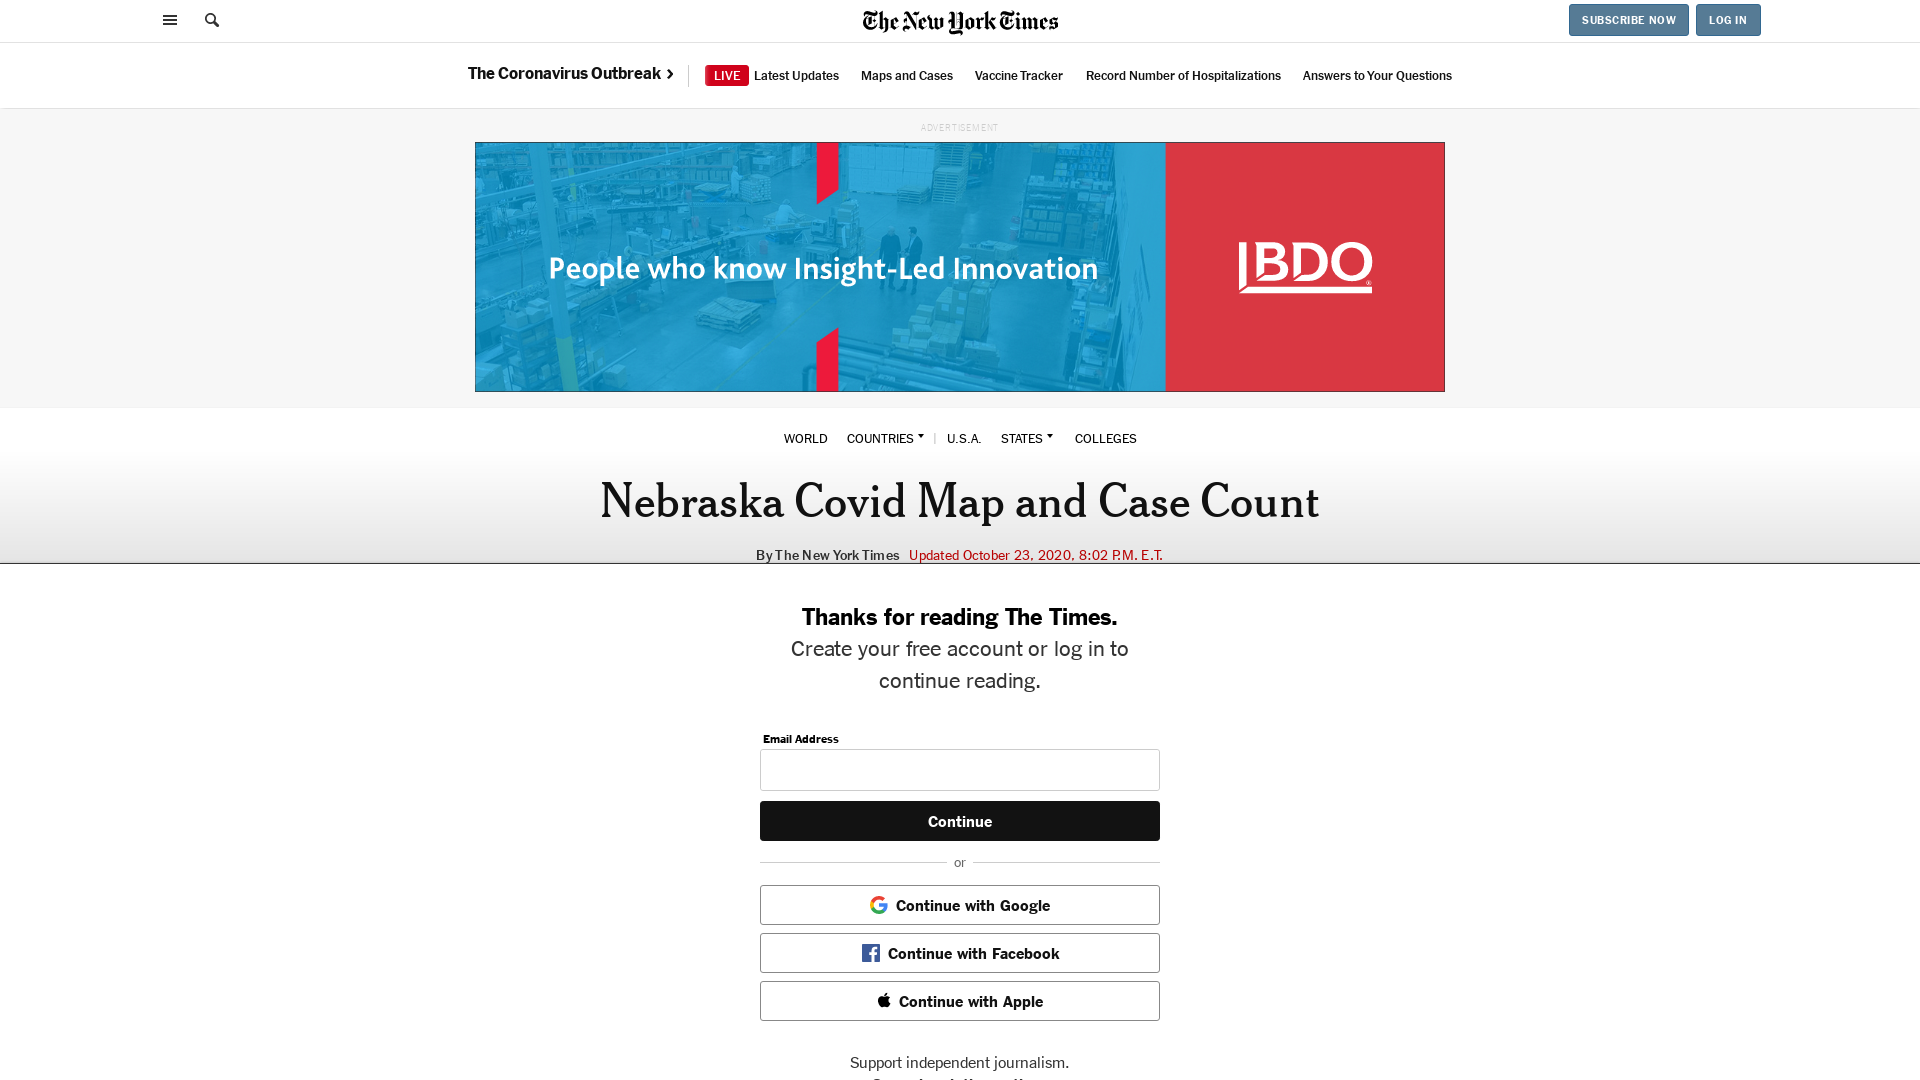 The New York Times
SUBSCRIBE NOW
LOG IN
The Coronavirus Outbreak
LIVE Latest Updates
Maps and Cases
Vaccine Tracker
Record Number of Hospitalizations
Answers to Your Questions
ADVERTISEMENT
People who know Insight-Led Innovation
BDO
WORLD
COUNTRIES
U.S.A.
STATES
COLLEGES
Nebraska Covid Map and Case Count
By The New York Times Updated October 23, 2020, 8:02 P.M. E.T.
Thanks for reading The Times.
Create your free account or log in to
continue reading.
Email Address
Continue
or
Continue with Google
Continue with Facebook
Continue with Apple
Support independent journalism.